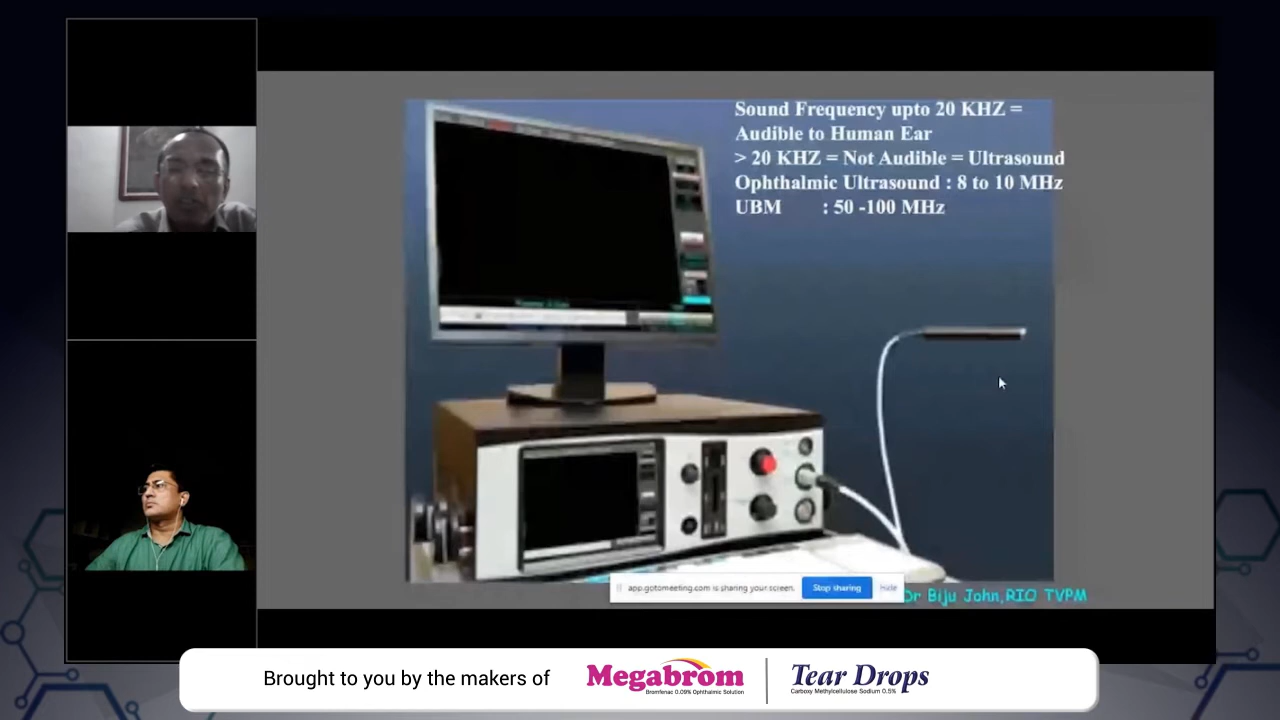 Sound Frequency upto 20 KHZ =
Audible to Human Ear
> 20 KHZ = Not Audible = Ultrasound
Ophthalmic Ultrasound : 8 to 10 MHz
UBM : 50 -100 MHz
app.gotomeeting.com is sharing your screen.
Stop sharing
Hide
Dr Biju John,RIO TVPM
Brought to you by the makers of
Megabrom
Bromfenac 0.09% Ophthalmic Solution
Tear Drops
Carboxy Methylcellulose Sodium 0.5%